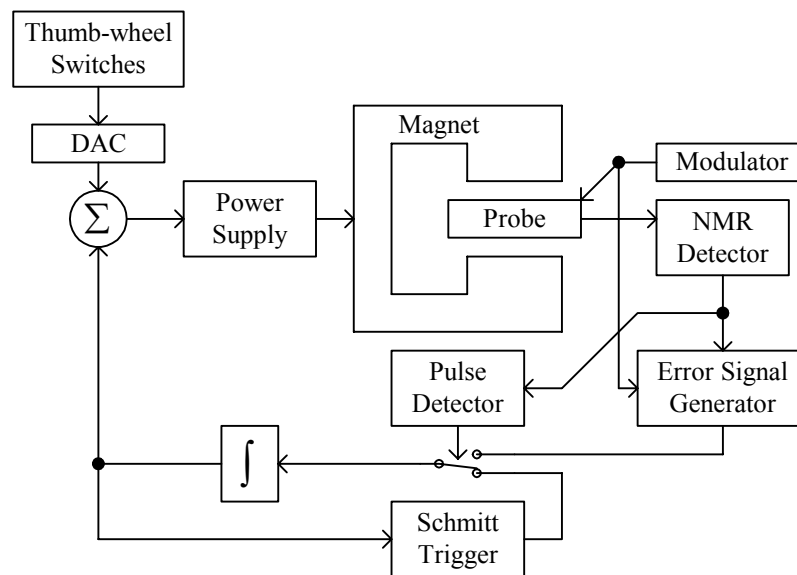 Thumb-wheel
Switches
DAC
Σ
Power
Supply
Magnet
Probe
Modulator
NMR
Detector
Pulse
Detector
Error Signal
Generator
∫
Schmitt
Trigger